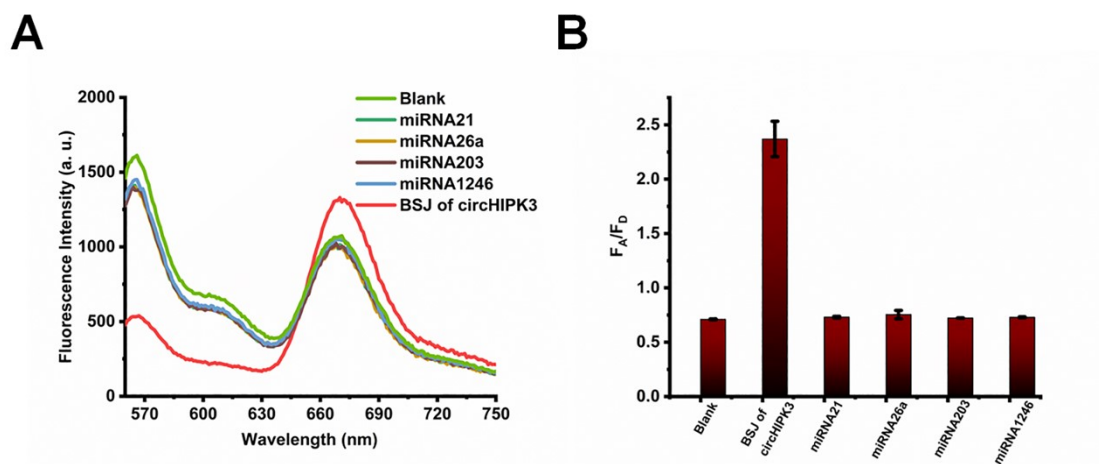 A
B
2000
1500
1000
500
0
Fluorescence Intensity (a. u.)
Blank
miRNA21
miRNA26a
miRNA203
miRNA1246
BSJ of circHIPK3
570 600 630 660 690 720 750
Wavelength (nm)
2.5
2.0
1.5
1.0
0.5
0.0
FA/FD
Blank
BSJ of
circHIPK3
miRNA21
miRNA26a
miRNA203
miRNA1246